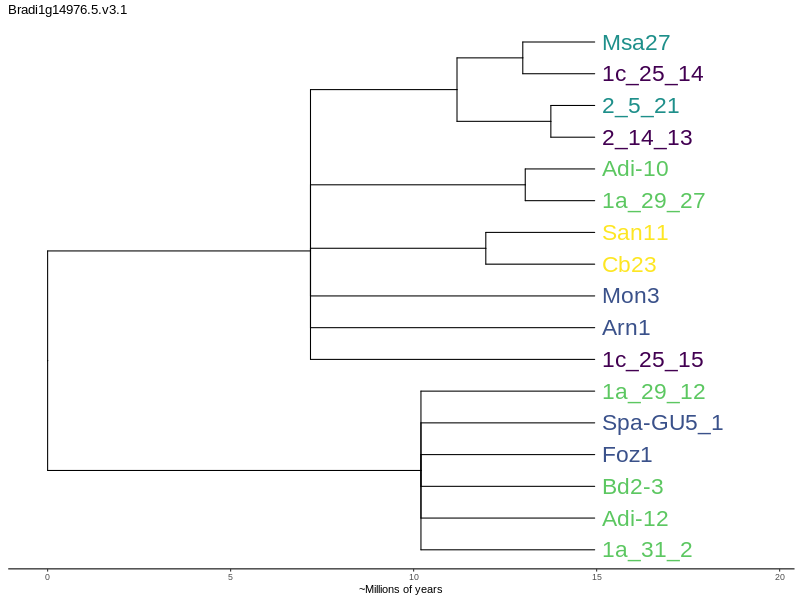 Bradi1g14976.5.v3.1
Msa27
1c_25_14
2_5_21
2_14_13
Adi-10
1a_29_27
San11
Cb23
Mon3
Arn1
1c_25_15
1a_29_12
Spa-GU5_1
Foz1
Bd2-3
Adi-12
1a_31_2
0 5 10 15 20
~Millions of years